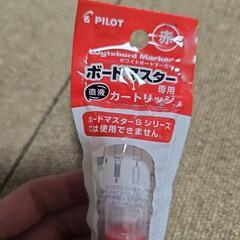 PILOT
赤
Wytebord Marker
ホワイトボードマーカー
ボードマスター
専用
直液
カートリッジ
ボードマスターSシリーズ
では使用できません。